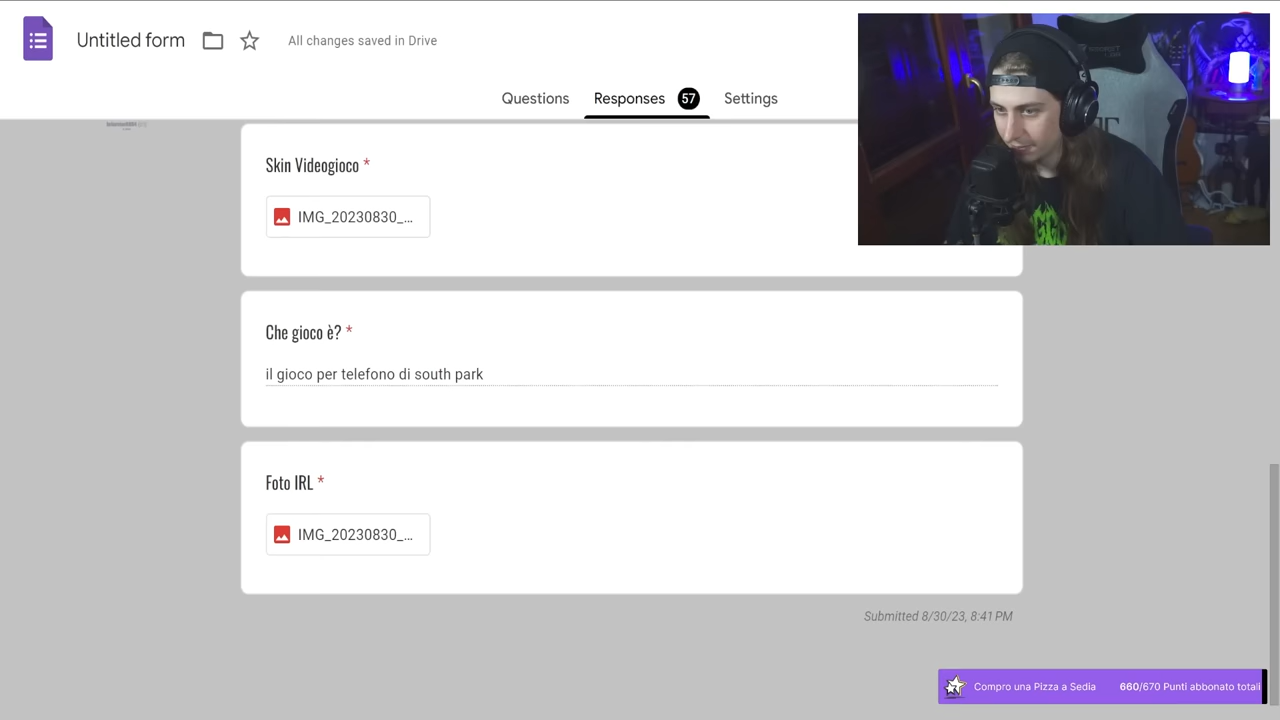 Untitled form
All changes saved in Drive
Questions
Responses 57
Settings
Skin Videogioco *
IMG_20230830_...
Che gioco è? *
il gioco per telefono di south park
Foto IRL *
IMG_20230830_...
Submitted 8/30/23, 8:41 PM
Compro una Pizza a Sedia 660/670 Punti abbonato totali